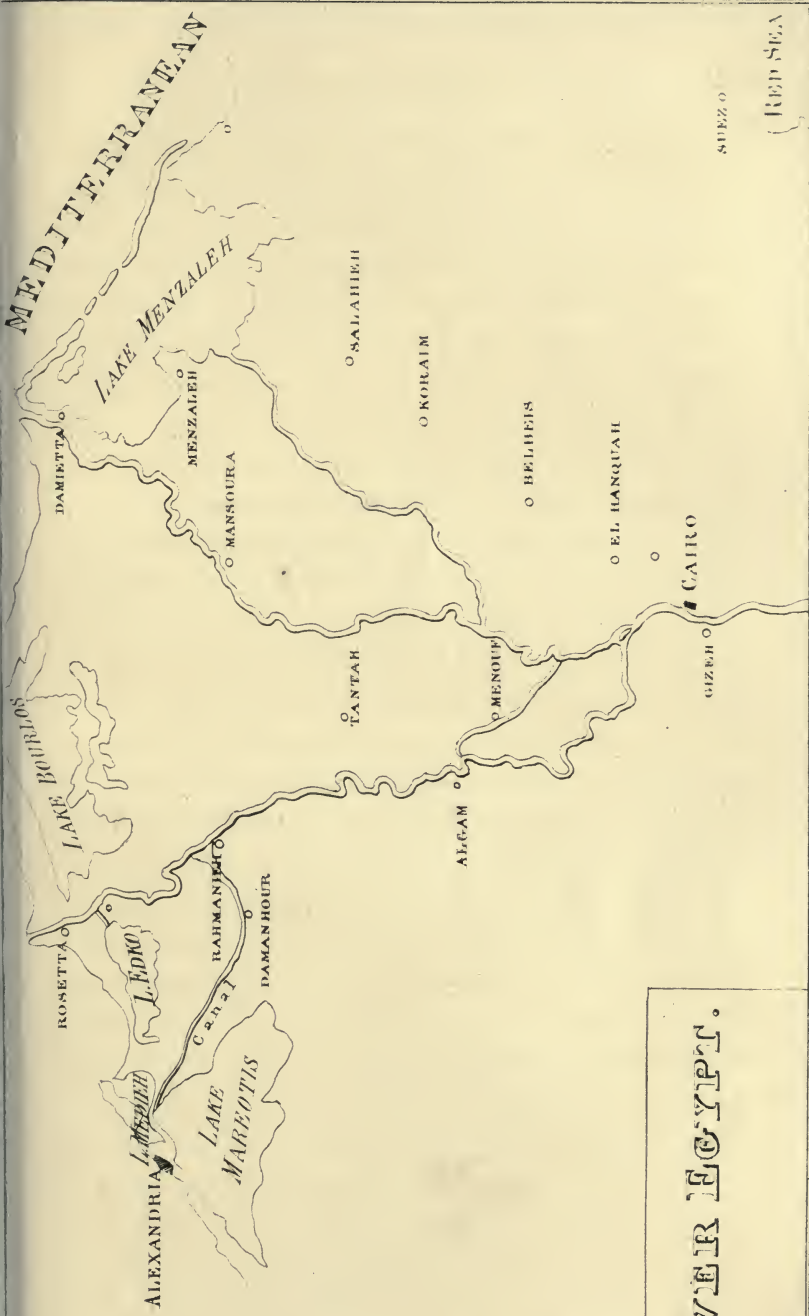 MEDITERRANEAN
ALEXANDRIA
L.MEDIEH
ROSETTA
L.EDKO
LAKE BOURLOS
DAMIETTA
LAKE MENZALEH
MENZALEH
LAKE
MAREOTIS
Canal
RAHMANIEH
DAMANHOUR
MANSOURA
TANTAH
SALAHIEH
KORAIM
ALGAM
MENOUF
BELBEIS
EL HANQUAH
CAIRO
GIZEH
SUEZ
RED SEA
VER EGYPT.